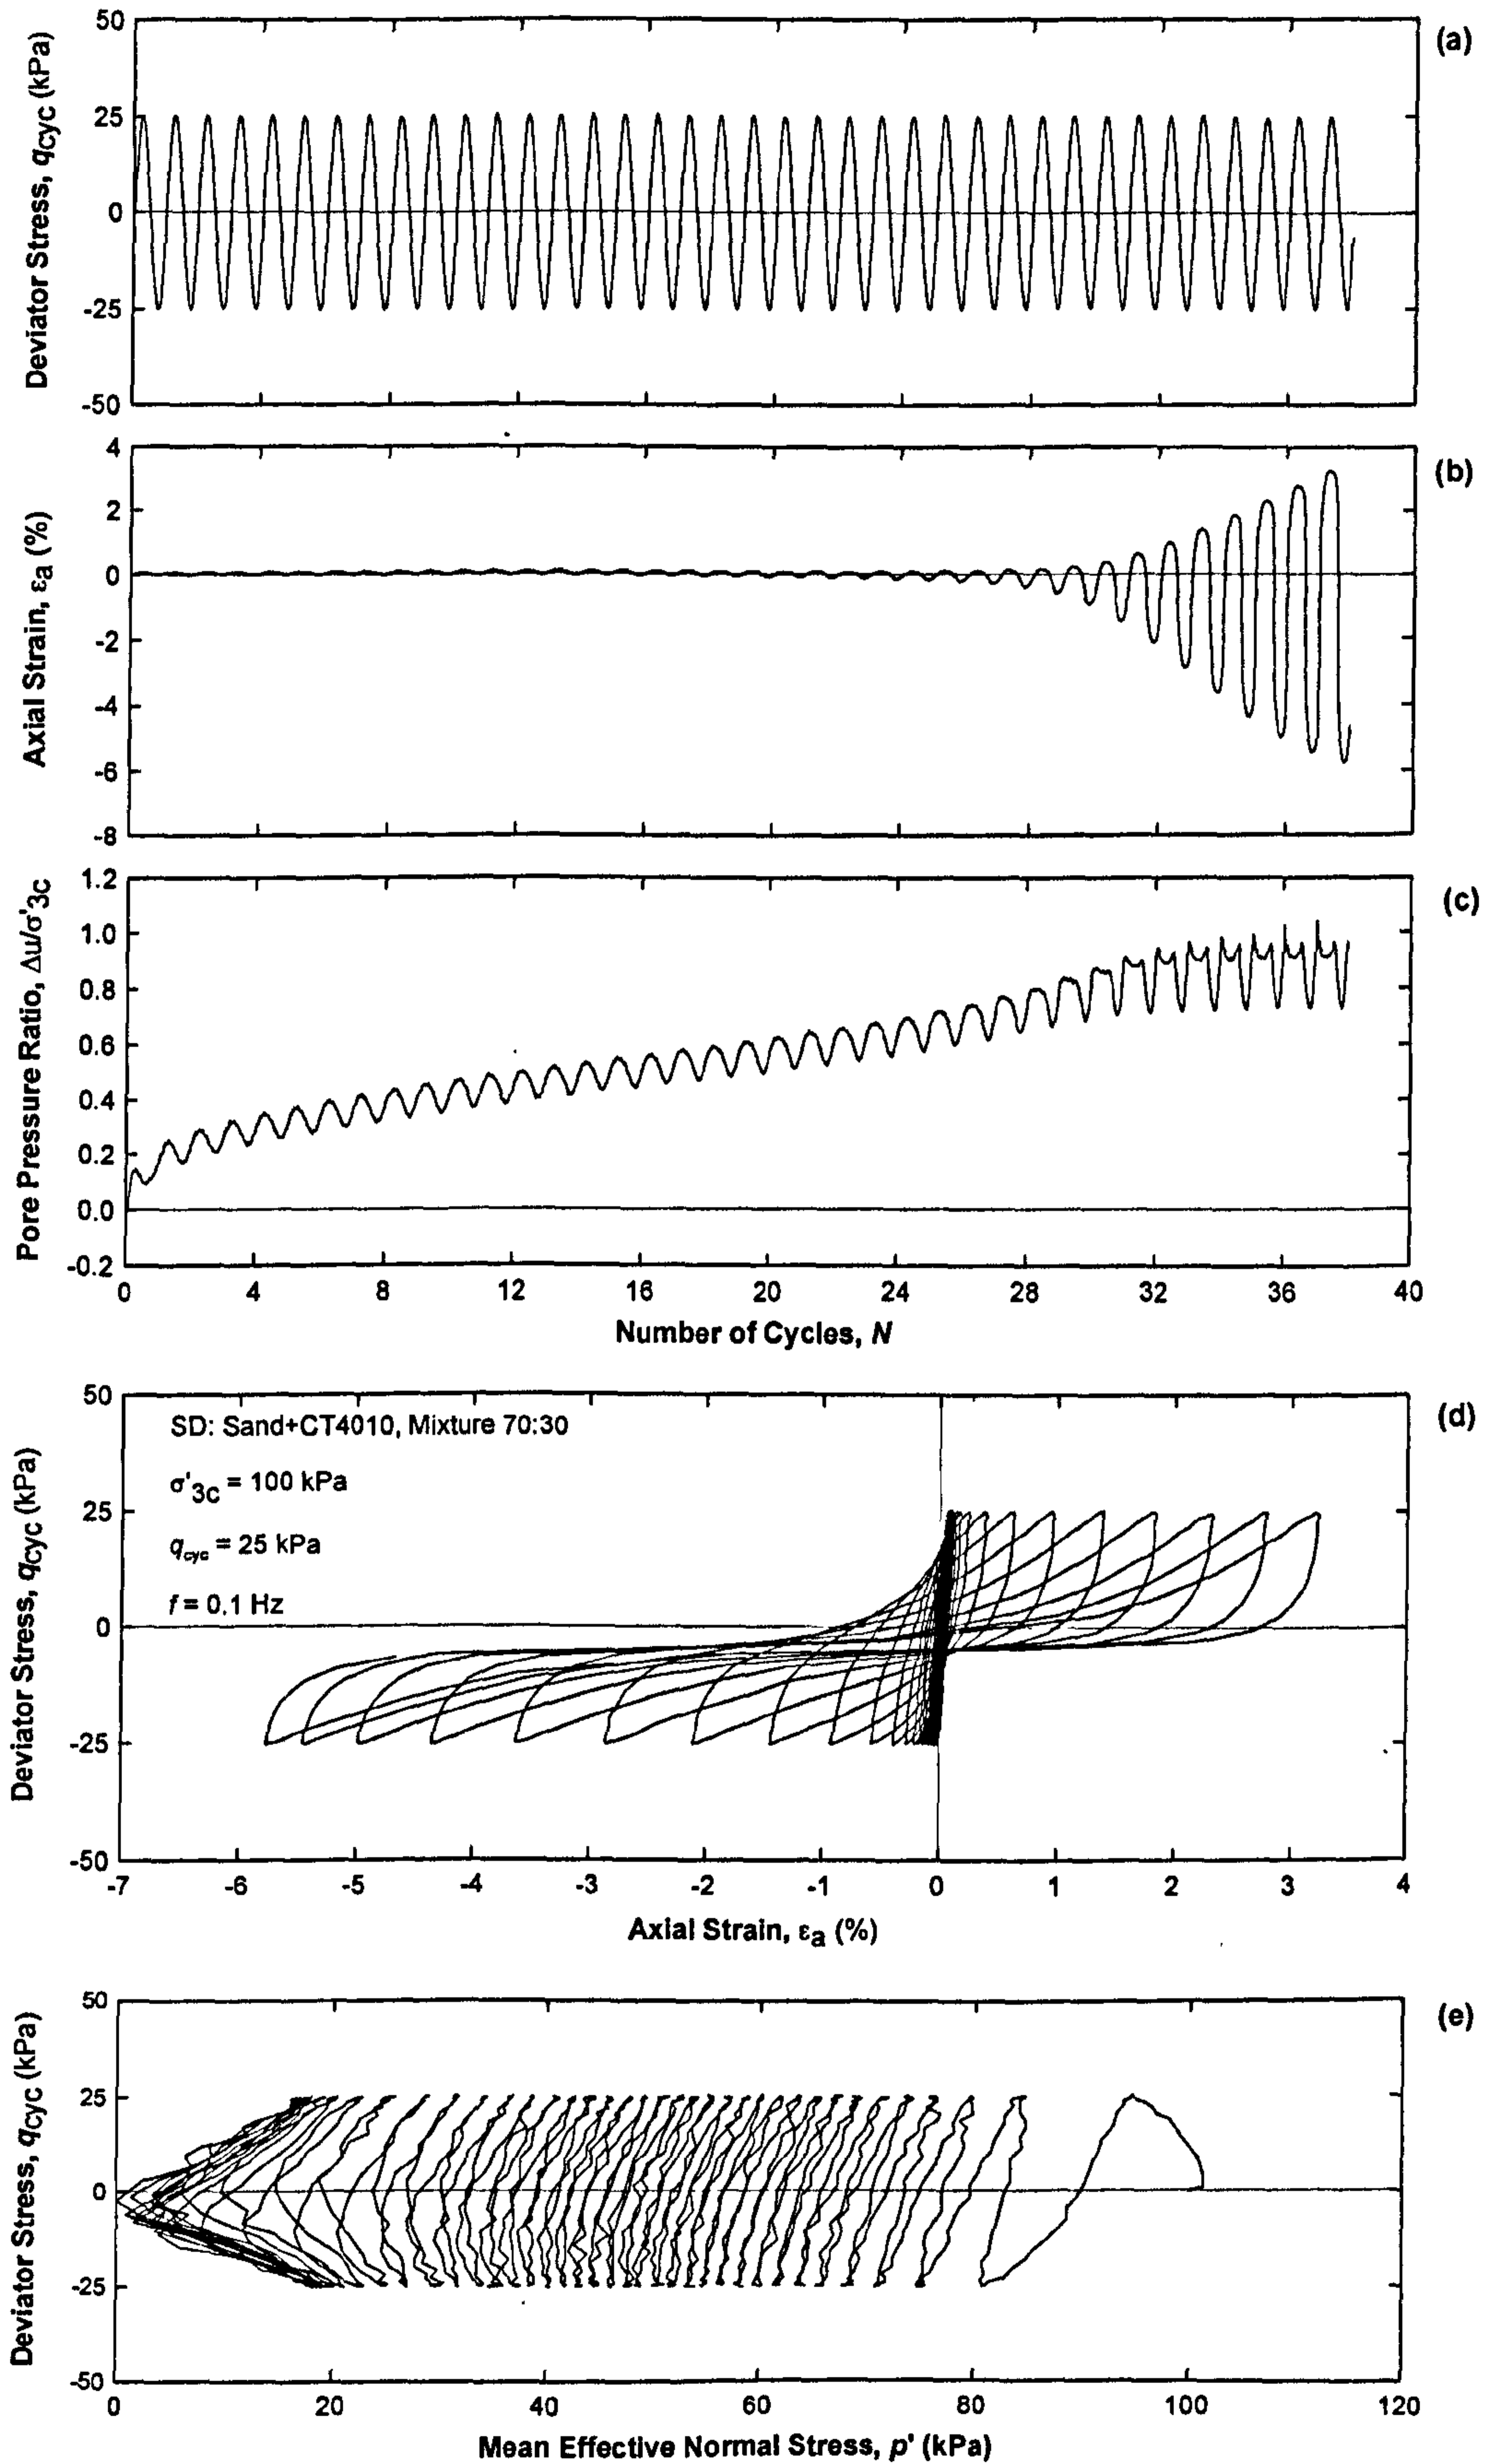 (a)
Deviator Stress, qcyc (kPa)
50
25
0
-25
-50
(b)
Axial Strain, εa (%)
4
2
0
-2
-4
-6
-8
(c)
Pore Pressure Ratio, Δu/σ'3c
1.2
1.0
0.8
0.6
0.4
0.2
0.0
-0.2
0 4 8 12 16 20 24 28 32 36 40
Number of Cycles, N
(d)
Deviator Stress, qcyc (kPa)
50
25
0
-25
-50
SD: Sand+CT4010, Mixture 70:30
σ'3c = 100 kPa
qcyc = 25 kPa
f = 0.1 Hz
-7 -6 -5 -4 -3 -2 -1 0 1 2 3 4
Axial Strain, εa (%)
(e)
Deviator Stress, qcyc (kPa)
50
25
0
-25
-50
0 20 40 60 80 100 120
Mean Effective Normal Stress, p' (kPa)